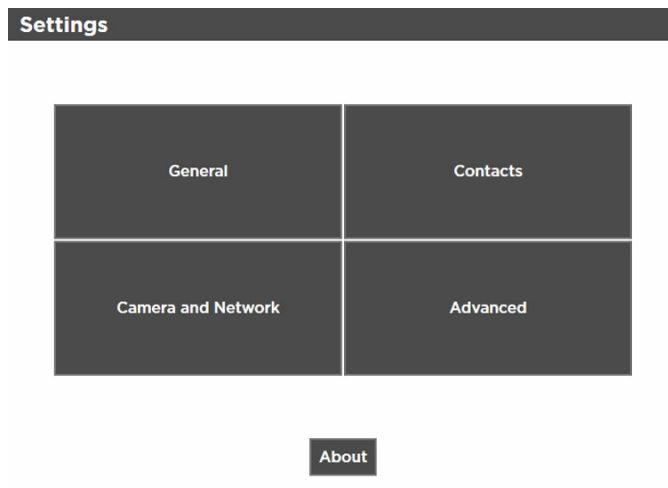 Settings
General
Contacts
Camera and Network
Advanced
About